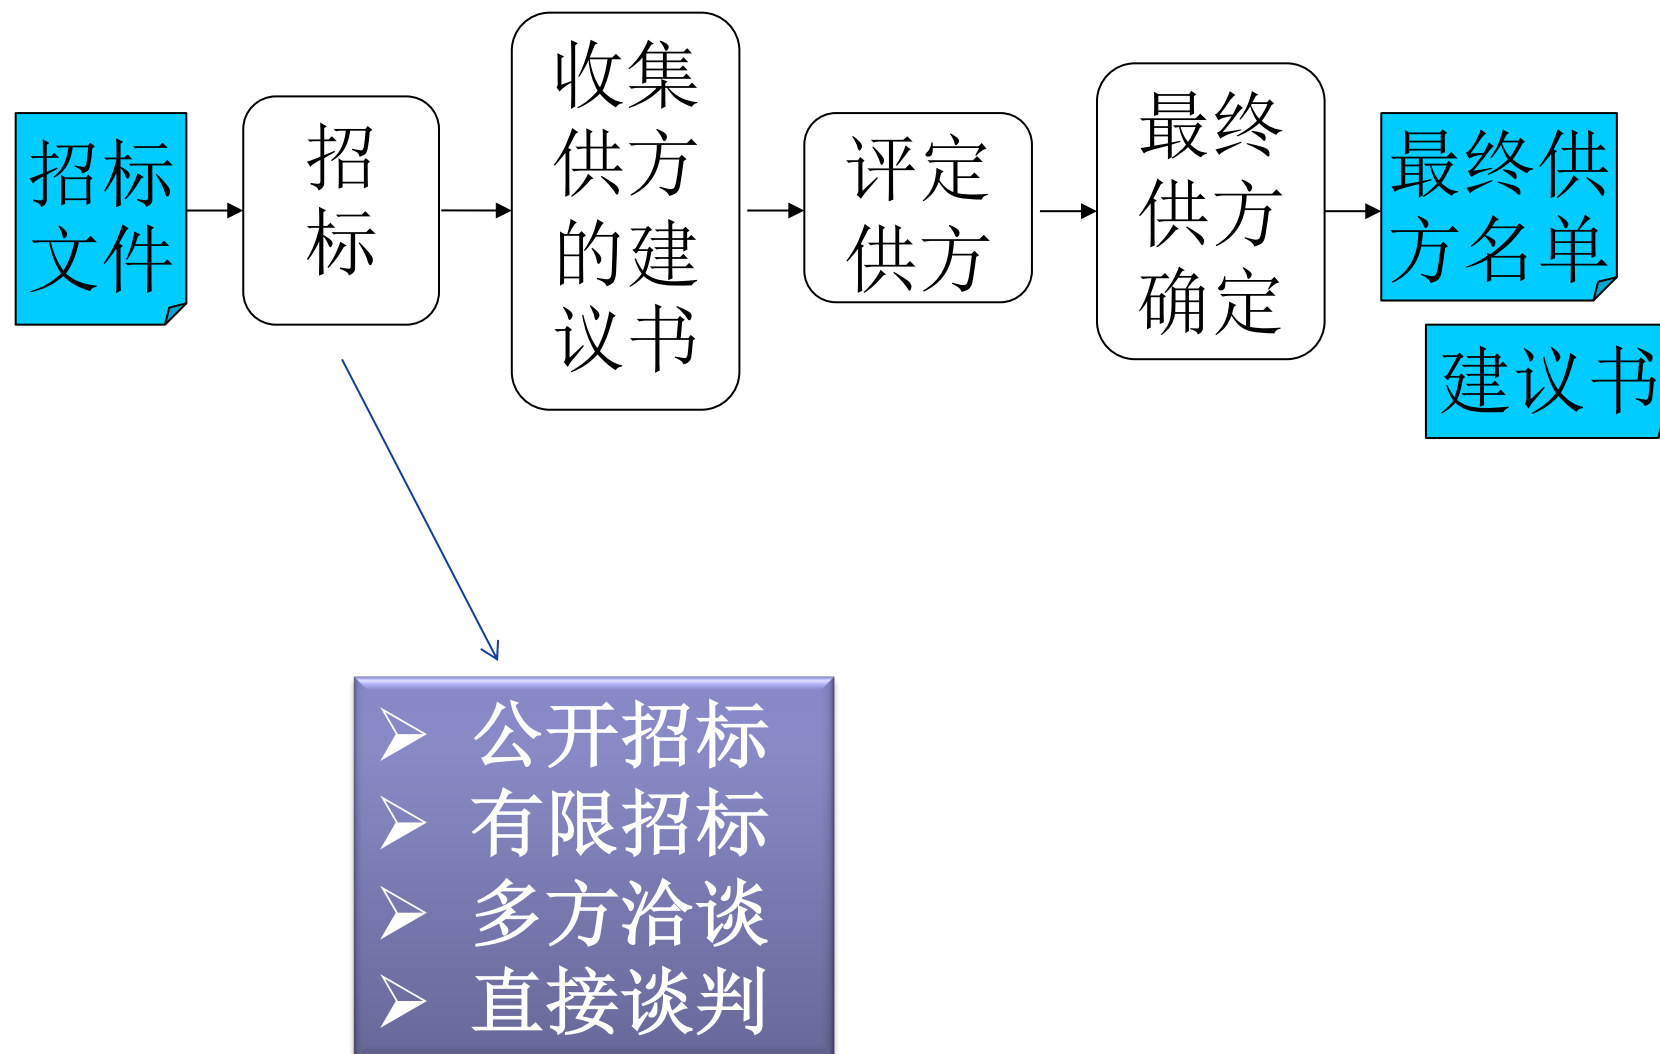 招标
文件
招
标
收集
供方
的建
议书
评定
供方
最终
供方
确定
最终供
方名单
建议书
公开招标
有限招标
多方洽谈
直接谈判